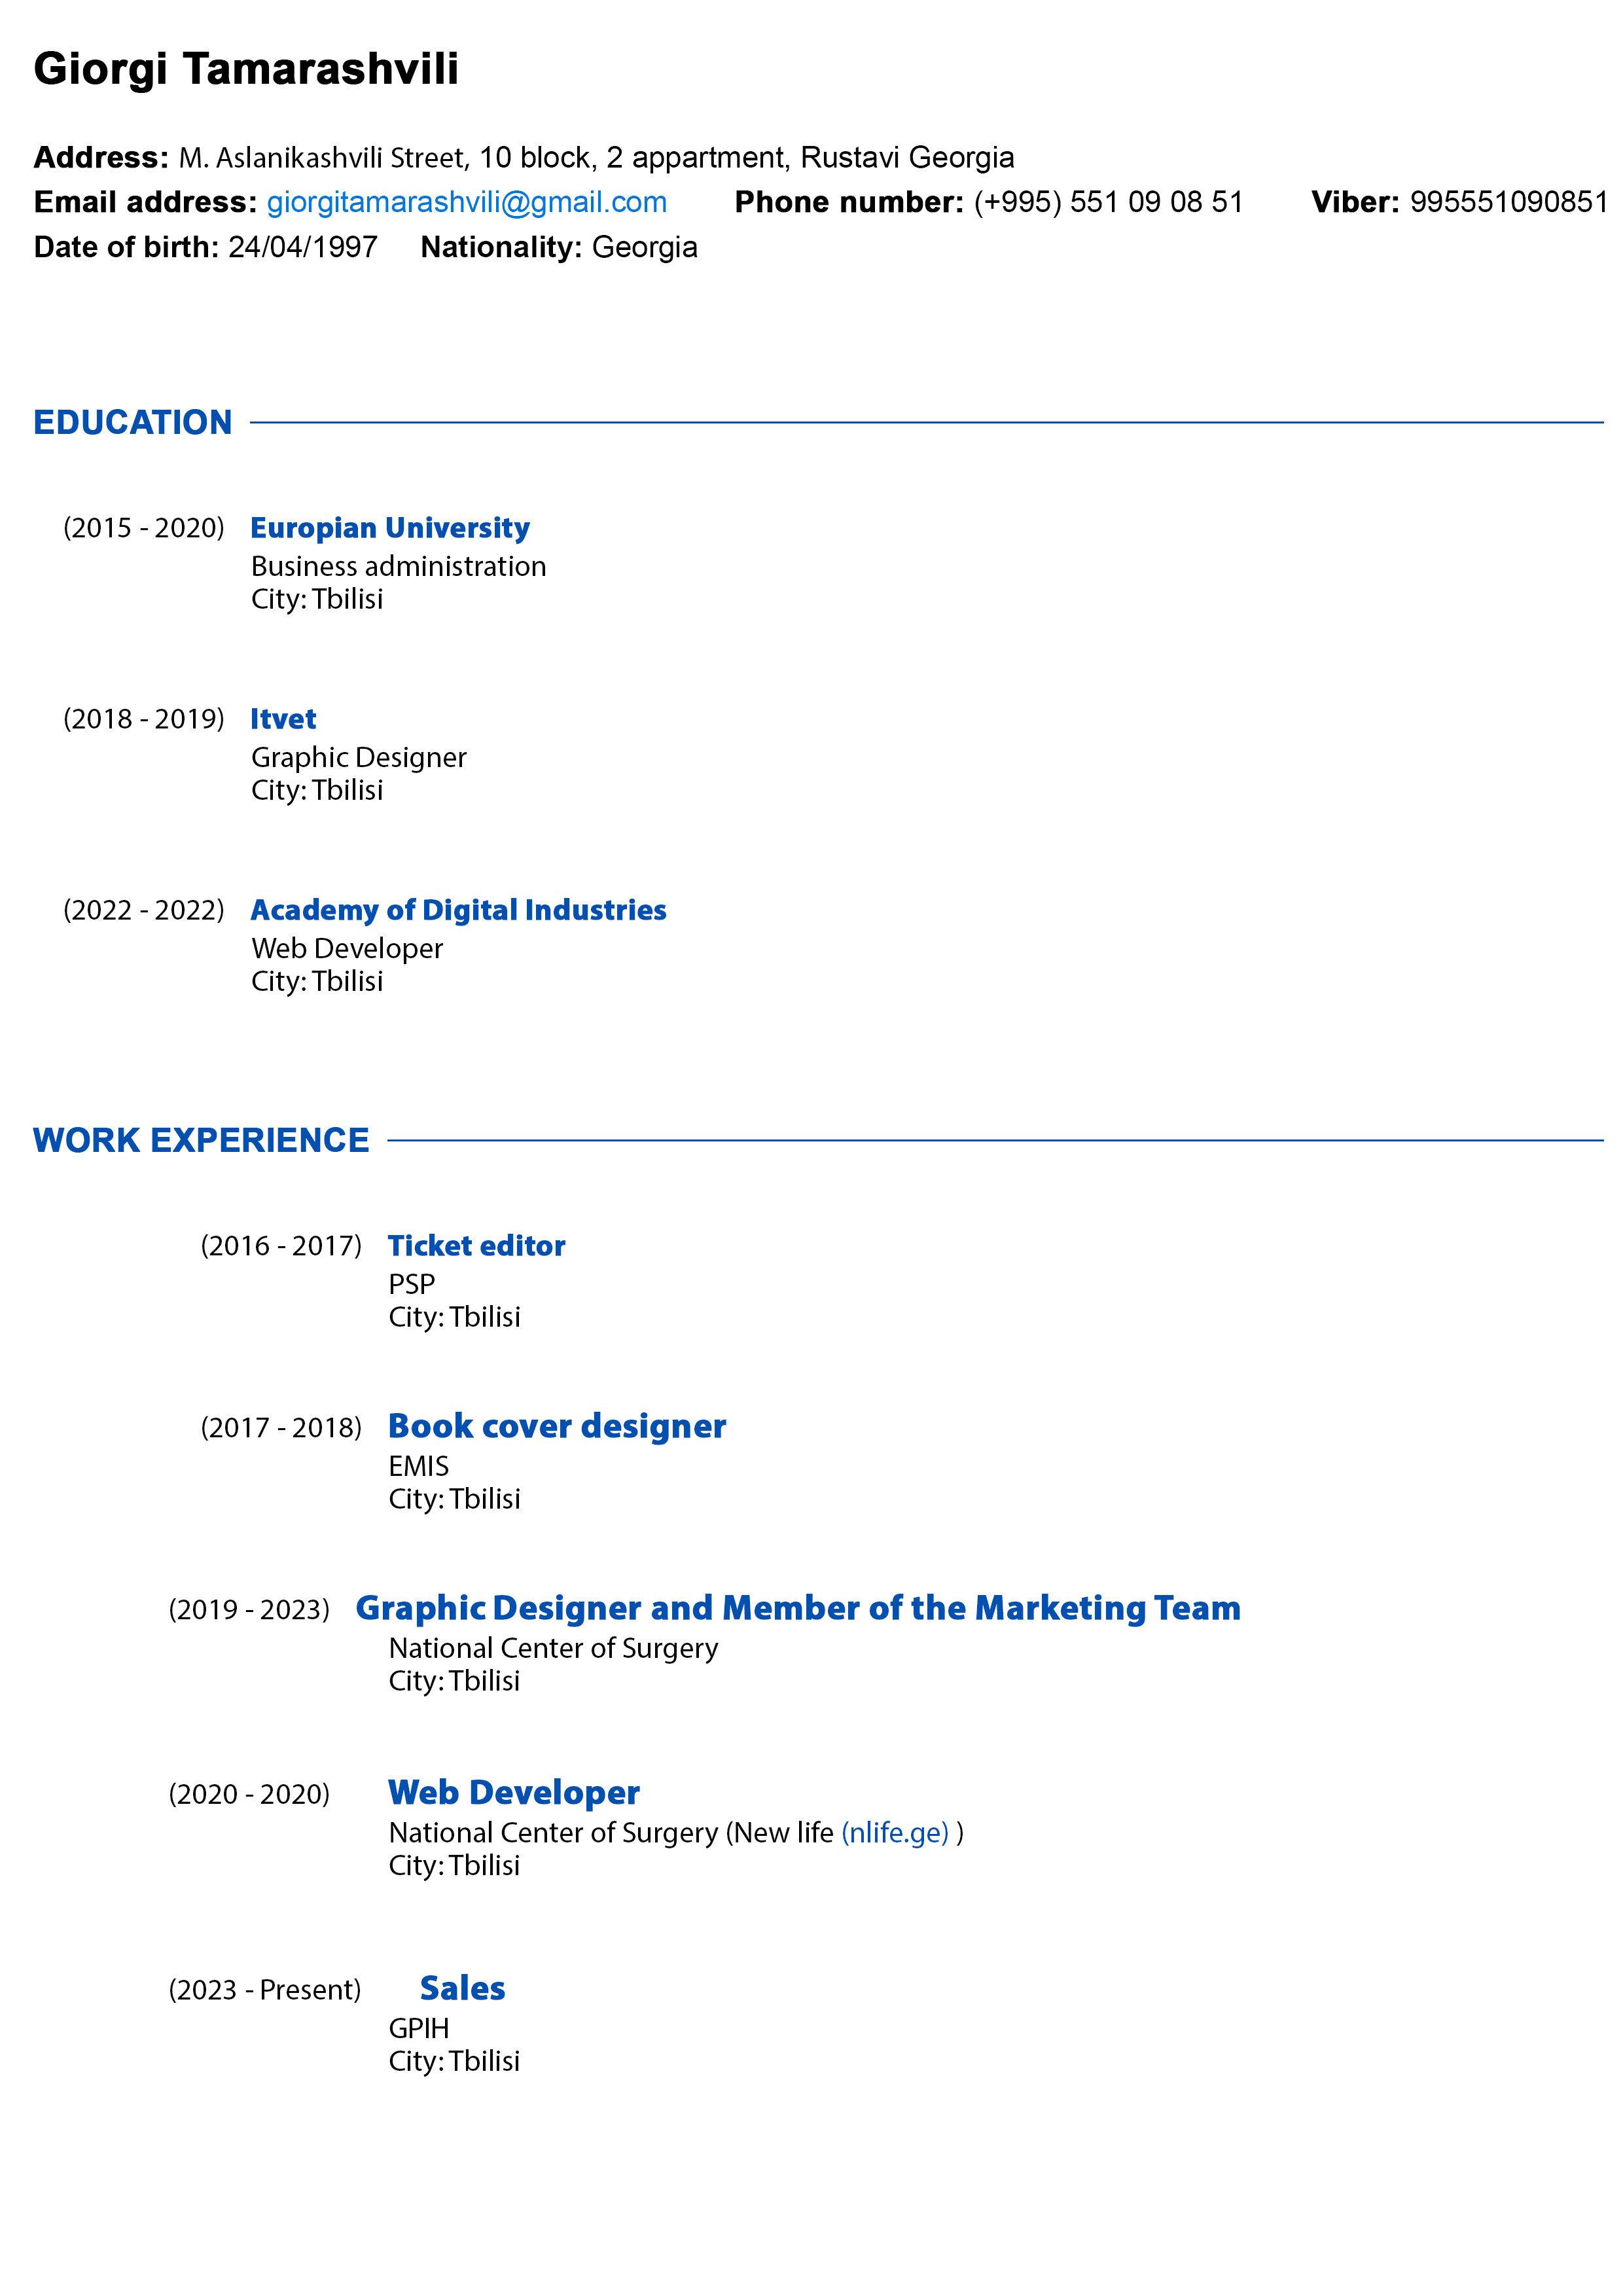 Giorgi Tamarashvili
Address: M. Aslanikashvili Street, 10 block, 2 appartment, Rustavi Georgia
Email address: giorgitamarashvili@gmail.com Phone number: (+995) 551 09 08 51 Viber: 995551090851
Date of birth: 24/04/1997 Nationality: Georgia
EDUCATION
(2015 - 2020) Europian University
Business administration
City: Tbilisi
(2018 - 2019) Itvet
Graphic Designer
City: Tbilisi
(2022 - 2022) Academy of Digital Industries
Web Developer
City: Tbilisi
WORK EXPERIENCE
(2016 - 2017) Ticket editor
PSP
City: Tbilisi
(2017 - 2018) Book cover designer
EMIS
City: Tbilisi
(2019 - 2023) Graphic Designer and Member of the Marketing Team
National Center of Surgery
City: Tbilisi
(2020 - 2020) Web Developer
National Center of Surgery (New life (nlife.ge) )
City: Tbilisi
(2023 - Present) Sales
GPIH
City: Tbilisi